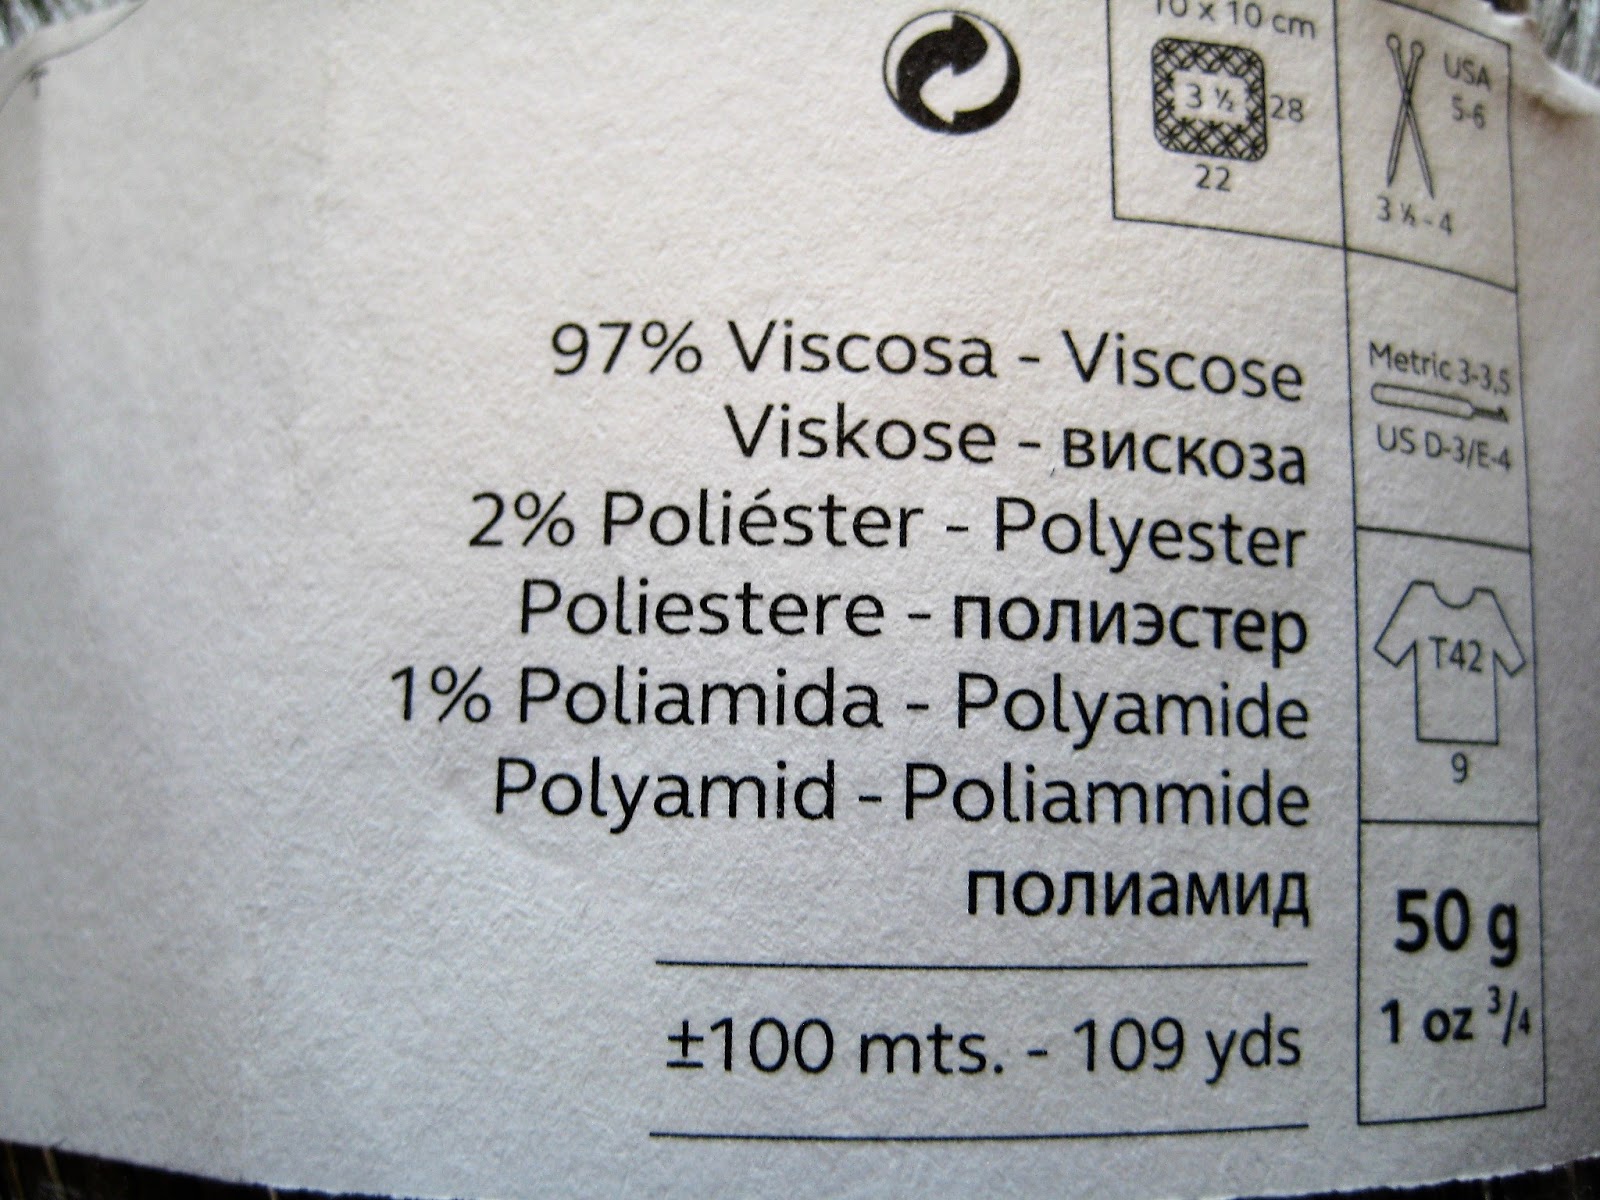 10 x 10 cm
3 ½
28
22
USA
5-6
3 ½ - 4
97% Viscosa - Viscose
Viskose - вискоза
2% Poliéster - Polyester
Poliestere - полиэстер
1% Poliamida - Polyamide
Polyamid - Poliammide
полиамид
±100 mts. - 109 yds
Metric 3-3,5
US D-3/E-4
T42
9
50 g
1 oz 3/4